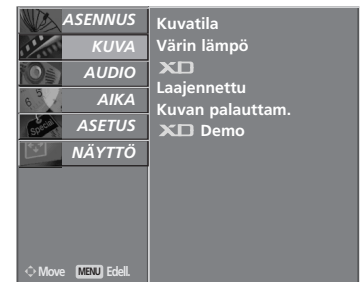 ASENNUS
KUVA
AUDIO
AIKA
ASETUS
NÄYTTÖ
Kuvatila
Värin lämpö
XD
Laajennettu
Kuvan palauttam.
XD Demo
Move MENU Edell.